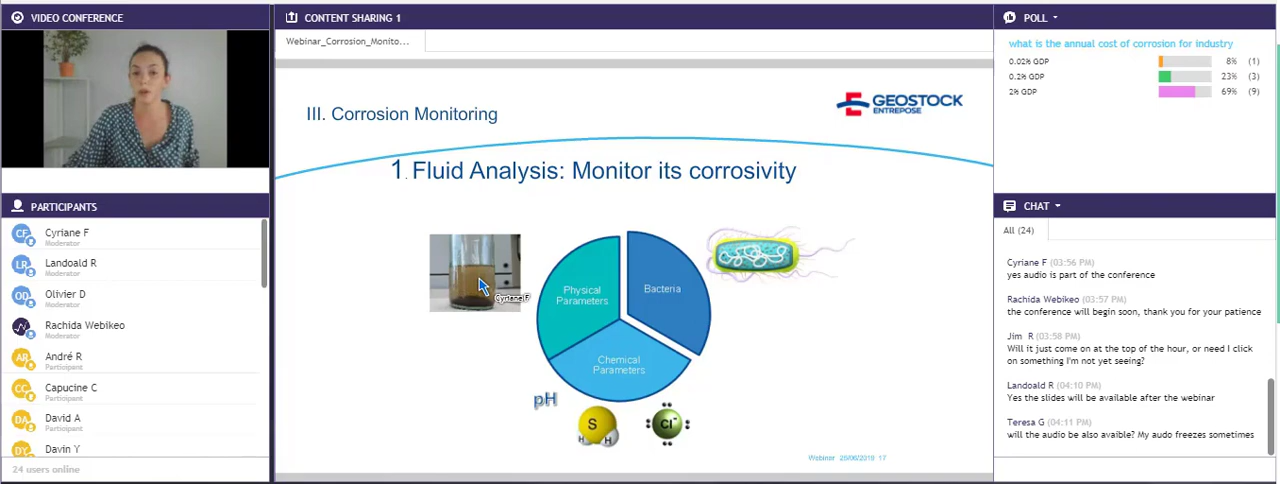 VIDEO CONFERENCE
PARTICIPANTS
CF
Cyriane F
Moderator
LR
Landoald R
Moderator
OD
Olivier D
Moderator
Rachida Webikeo
Moderator
AR
André R
Participant
CC
Capucine C
Participant
DA
David A
Participant
DY
Davin Y
Participant
24 users online
CONTENT SHARING 1
Webinar_Corrosion_Monito...
III. Corrosion Monitoring
GEOSTOCK
ENTREPOSE
1. Fluid Analysis: Monitor its corrosivity
Cyriane F
Physical
Parameters
Bacteria
Chemical
Parameters
pH
S
H H
Cl-
Webinar 25/06/2019 17
POLL
what is the annual cost of corrosion for industry
0.02% GDP 8% (1)
0.2% GDP 23% (3)
2% GDP 69% (9)
CHAT
All (24)
Cyriane F (03:56 PM)
yes audio is part of the conference
Rachida Webikeo (03:57 PM)
the conference will begin soon, thank you for your patience
Jim R (03:58 PM)
Will it just come on at the top of the hour, or need I click
on something I'm not yet seeing?
Landoald R (04:10 PM)
Yes the slides will be available after the webinar
Teresa G (04:11 PM)
will the audio be also avaible? My audo freezes sometimes